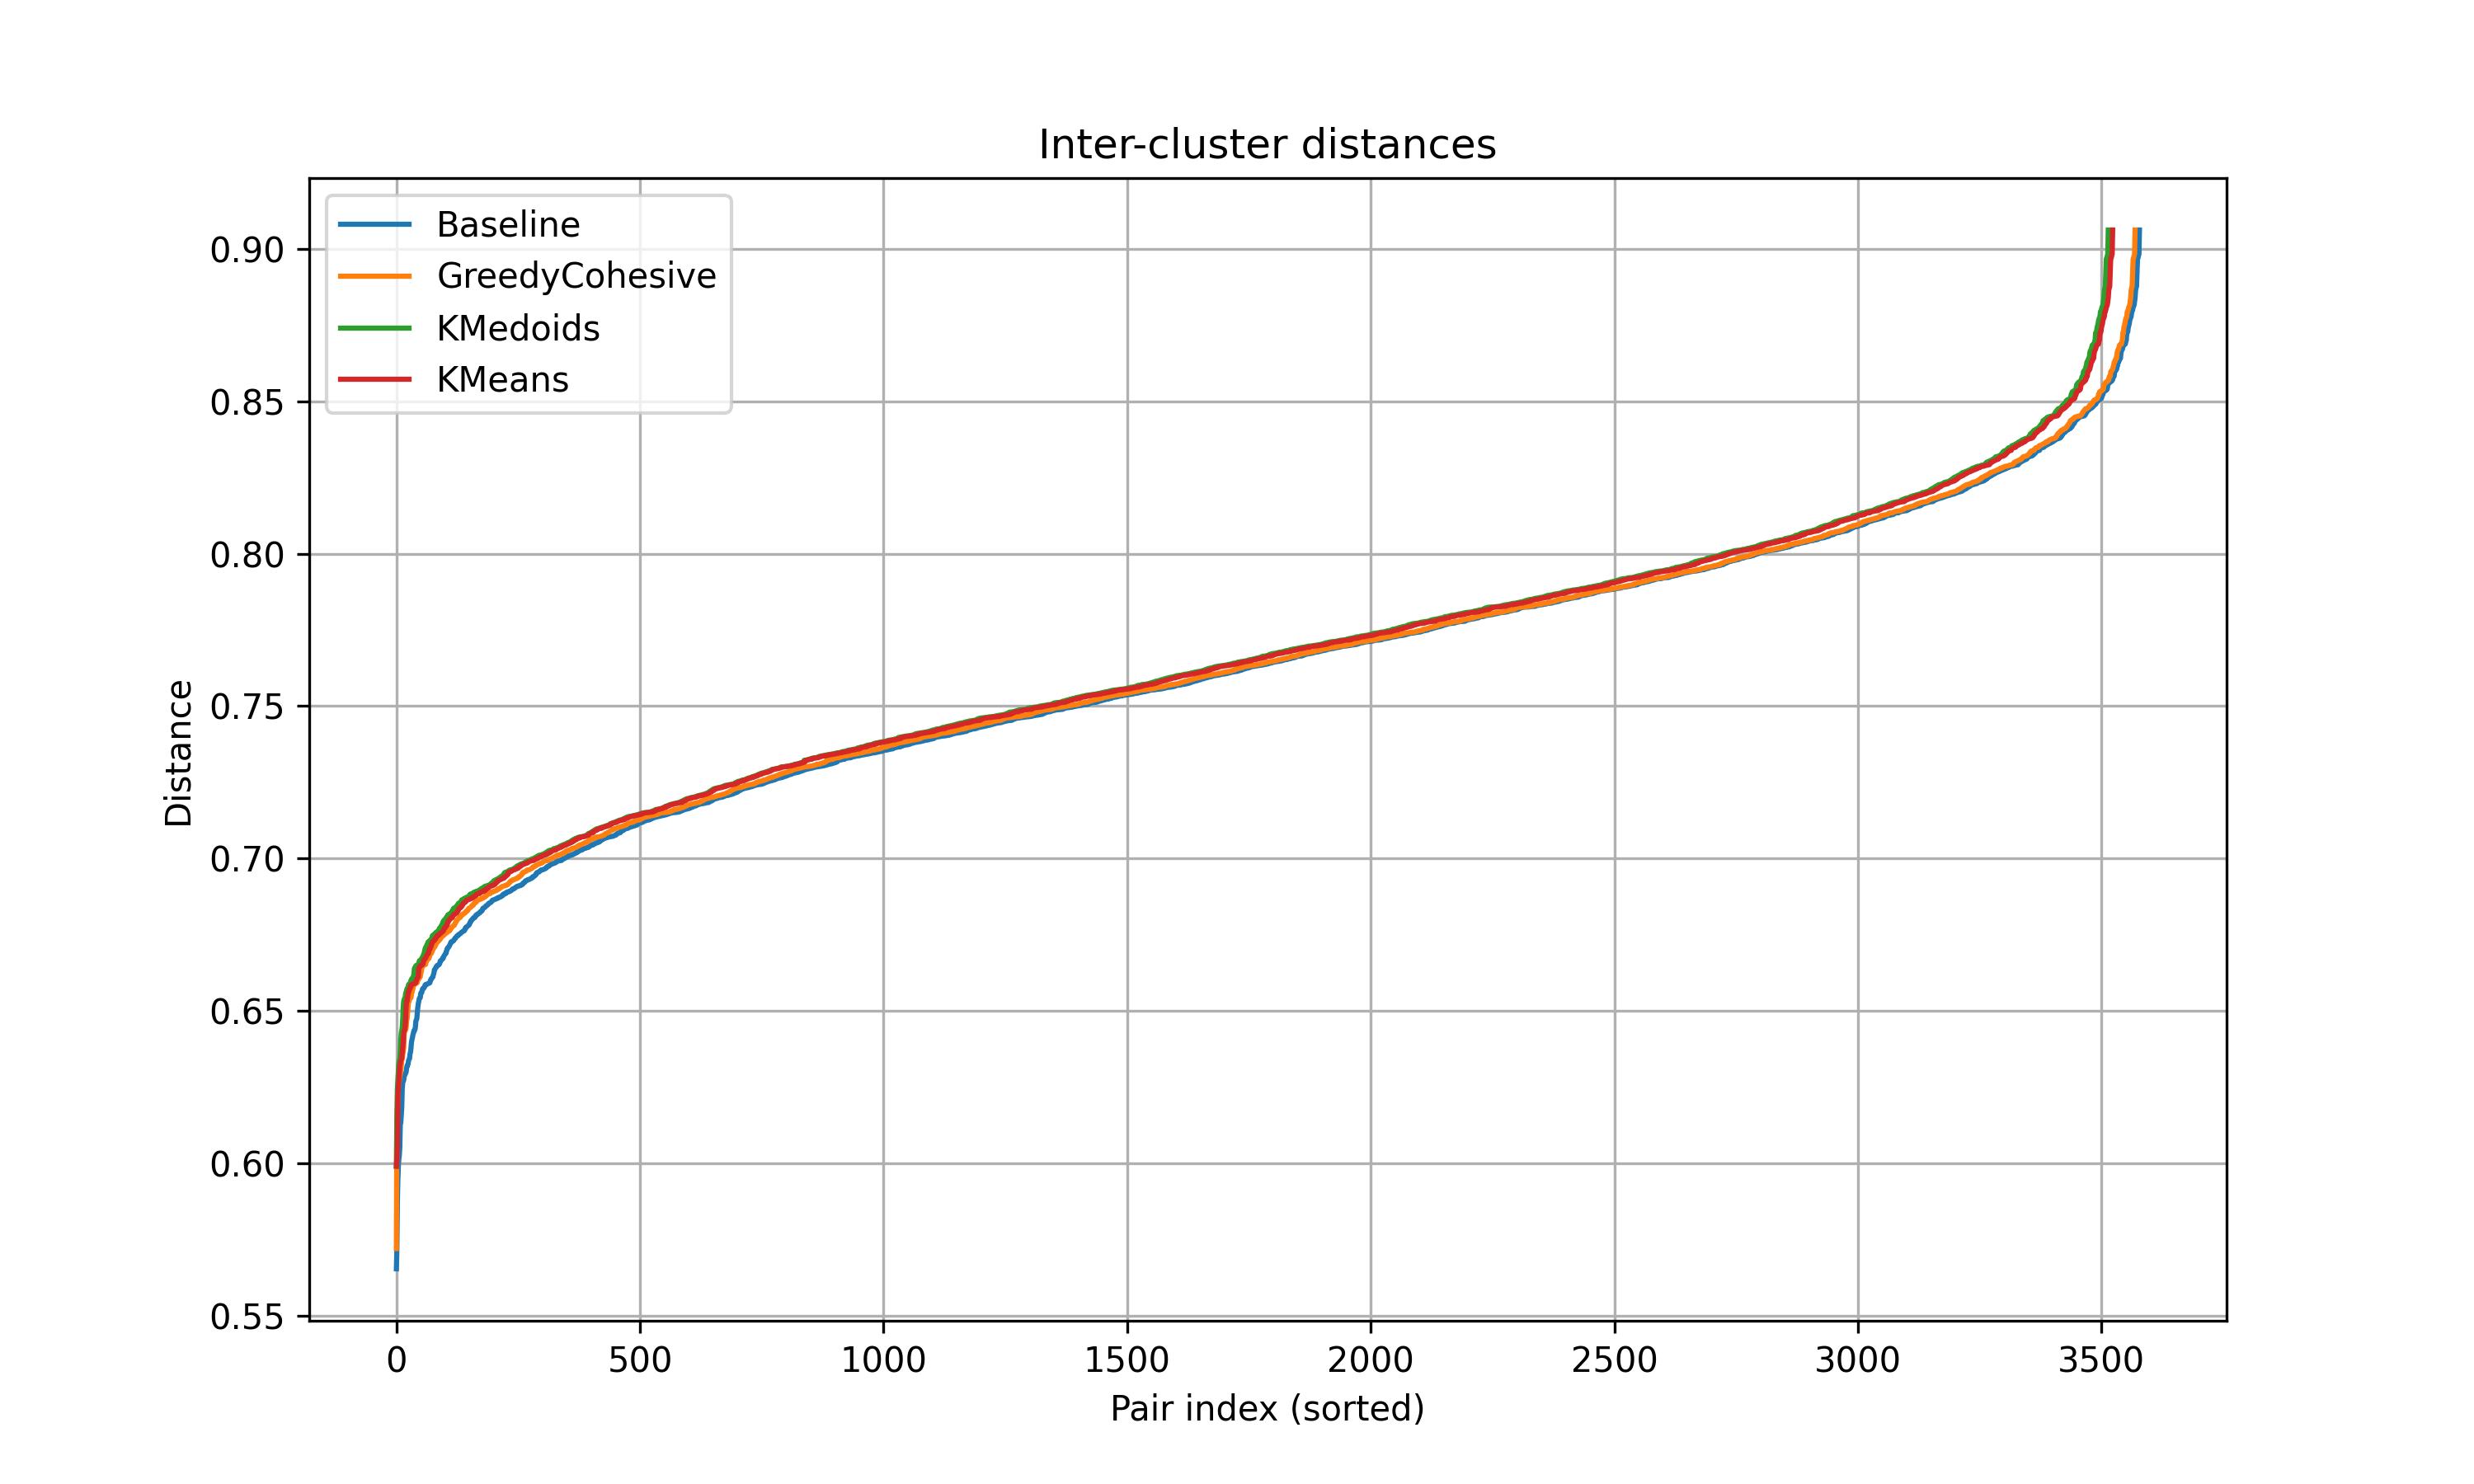 Inter-cluster distances
Baseline
GreedyCohesive
KMedoids
KMeans
0.90
0.85
0.80
0.75
0.70
0.65
0.60
0.55
Distance
0 500 1000 1500 2000 2500 3000 3500
Pair index (sorted)